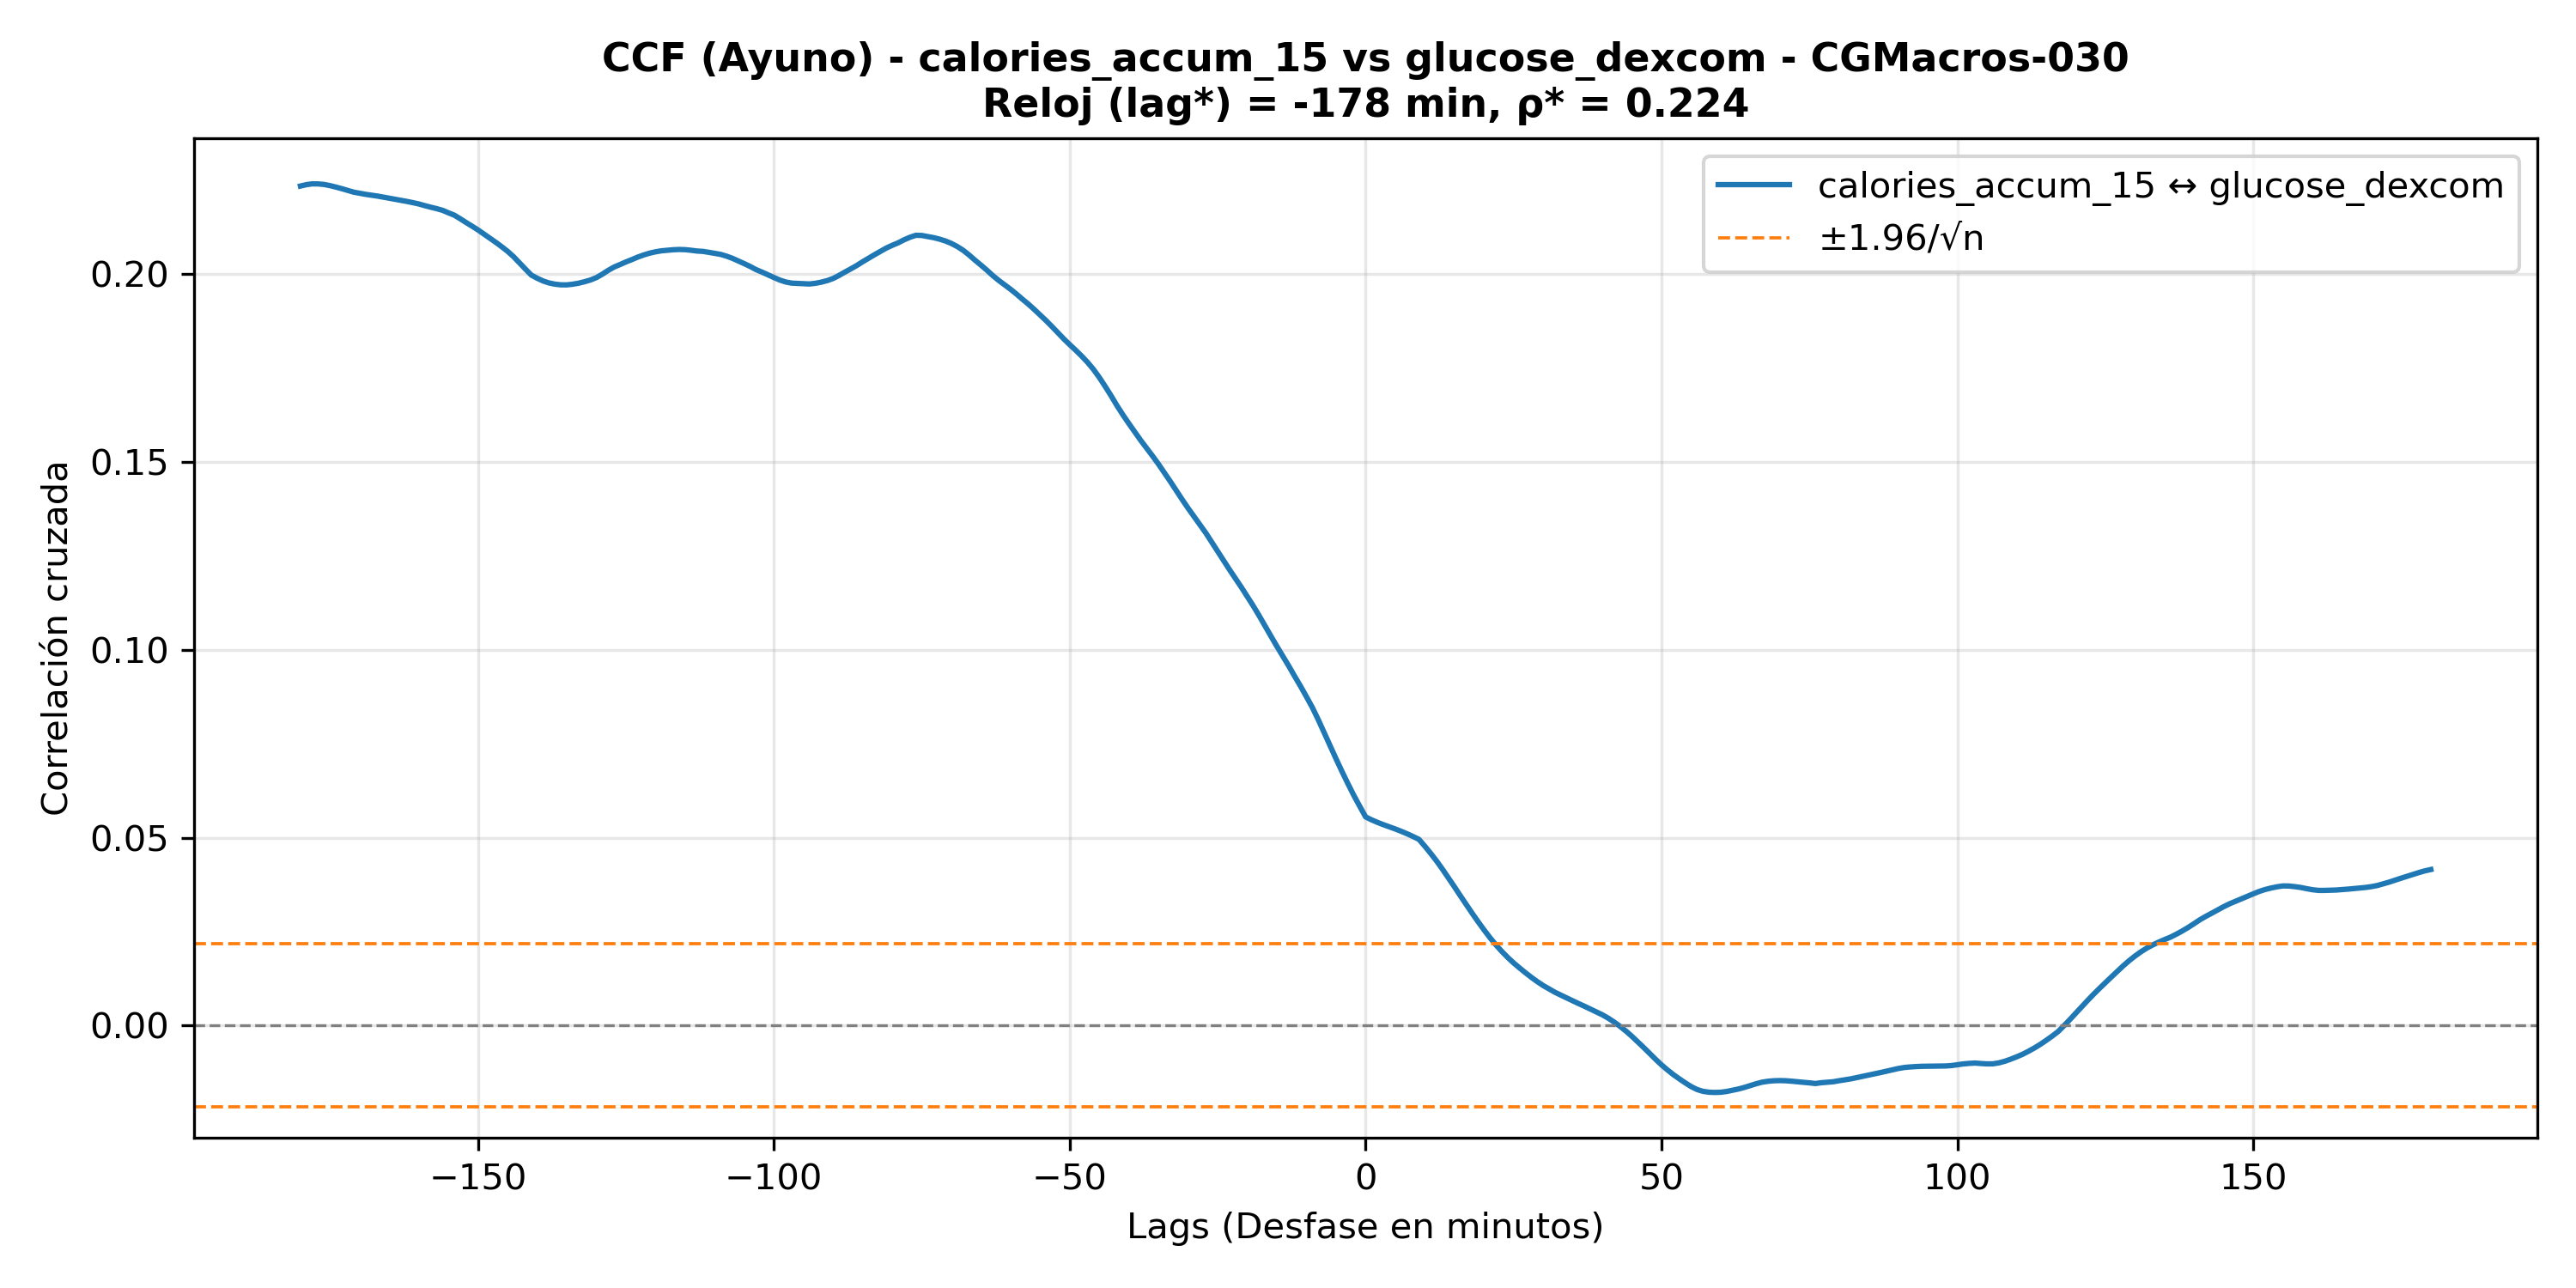 CCF (Ayuno) - calories_accum_15 vs glucose_dexcom - CGMacros-030
Reloj (lag*) = -178 min, ρ* = 0.224
calories_accum_15 ↔ glucose_dexcom
±1.96/√n
Correlación cruzada
0.20
0.15
0.10
0.05
0.00
−150
−100
−50
0
50
100
150
Lags (Desfase en minutos)